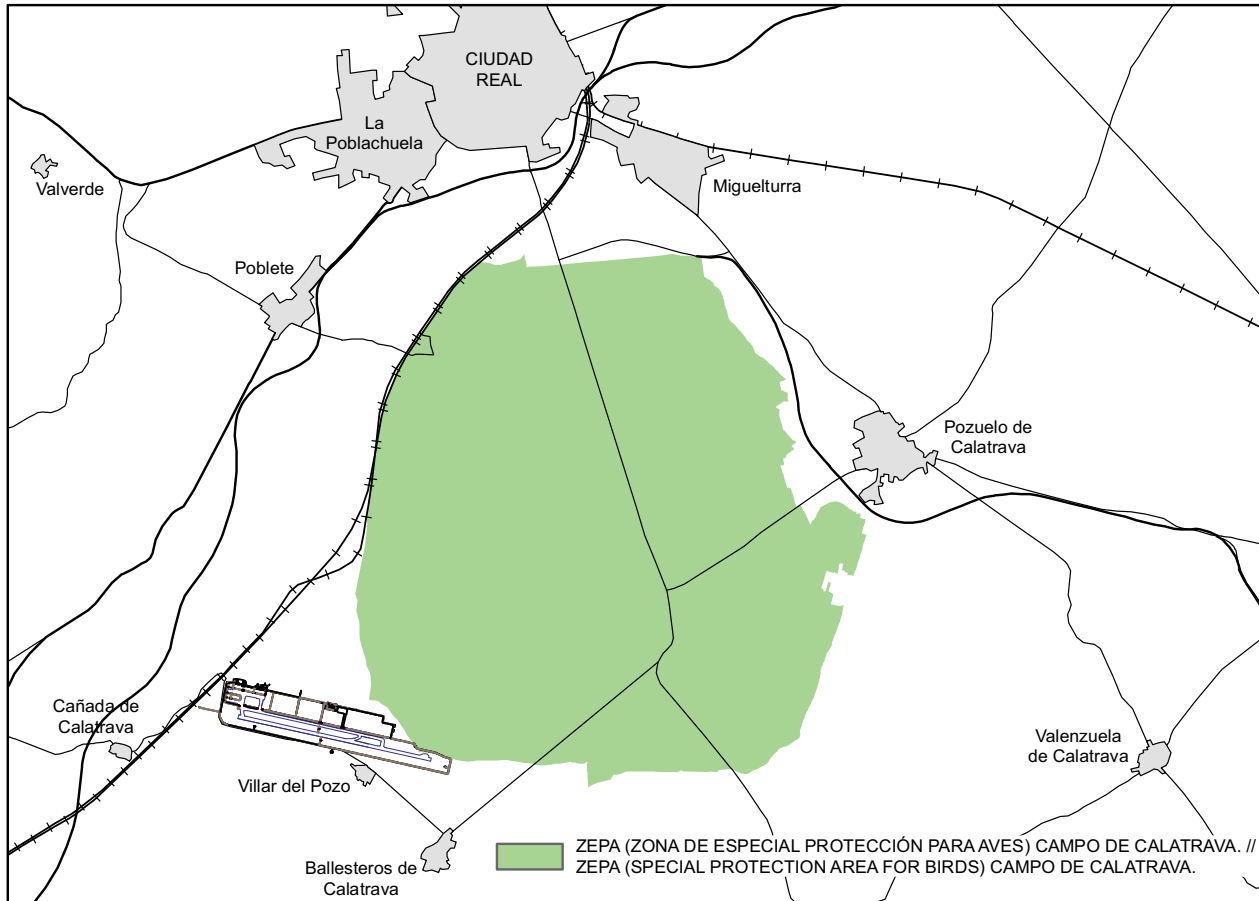 CIUDAD
REAL
La
Poblachuela
Valverde
Miguelturra
Poblete
Pozuelo de
Calatrava
Cañada de
Calatrava
Valenzuela
de Calatrava
Villar del Pozo
Ballesteros de
Calatrava
ZEPA (ZONA DE ESPECIAL PROTECCIÓN PARA AVES) CAMPO DE CALATRAVA. //
ZEPA (SPECIAL PROTECTION AREA FOR BIRDS) CAMPO DE CALATRAVA.